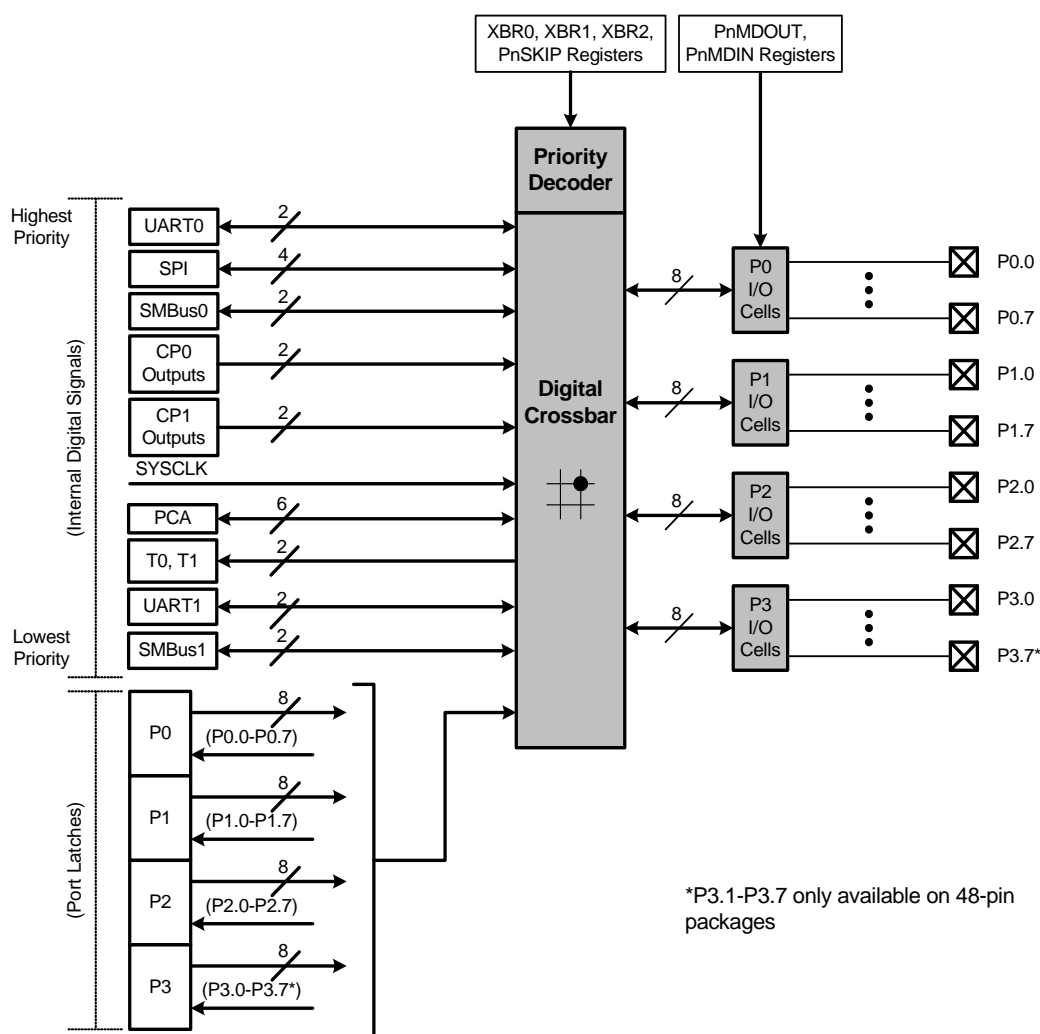 XBR0, XBR1, XBR2,
PnSKIP Registers
PnMDOUT,
PnMDIN Registers
Priority
Decoder
Highest
Priority
(Internal Digital Signals)
Lowest
Priority
UART0
2
SPI
4
SMBus0
2
CP0
Outputs
2
CP1
Outputs
2
SYSCLK
PCA
6
T0, T1
2
UART1
2
SMBus1
2
Digital
Crossbar
8
P0
I/O
Cells
P0.0
P0.7
8
P1
I/O
Cells
P1.0
P1.7
8
P2
I/O
Cells
P2.0
P2.7
8
P3
I/O
Cells
P3.0
P3.7*
(Port Latches)
P0
8
(P0.0-P0.7)
P1
8
(P1.0-P1.7)
P2
8
(P2.0-P2.7)
P3
8
(P3.0-P3.7*)
*P3.1-P3.7 only available on 48-pin
packages